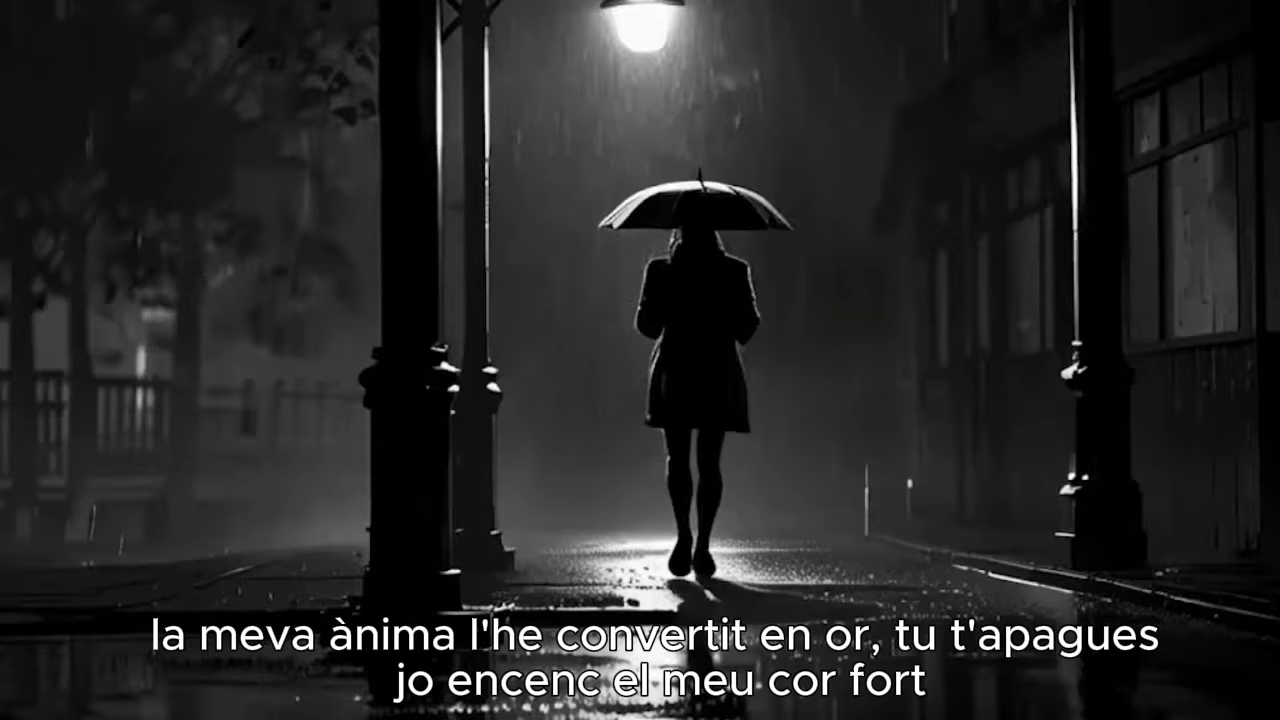 la meva ànima l'he convertit en or, tu t'apagues
jo encenc el meu cor fort